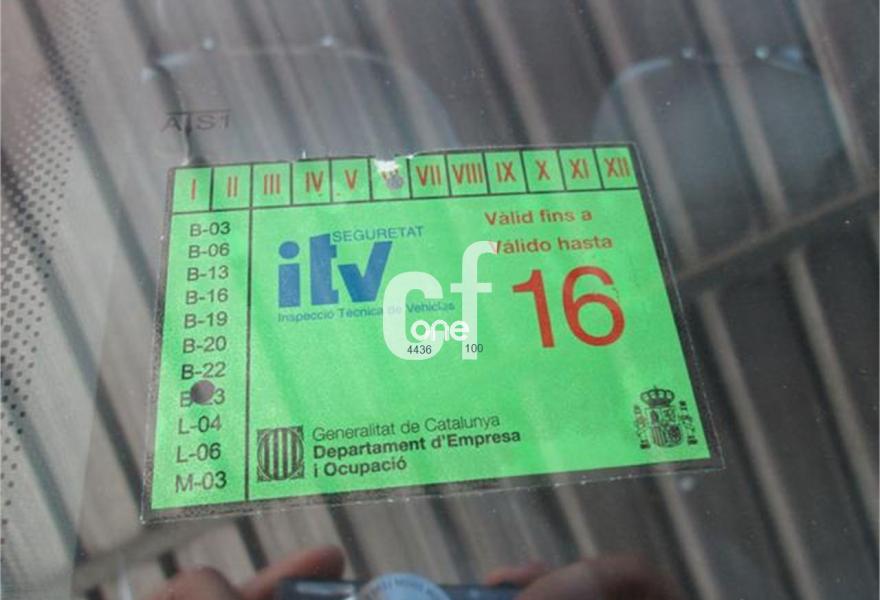 ATS1
I II III IV V VII VIII IX X XI XII
B-03
B-06
B-13
B-16
B-19
B-20
B-22
L-04
L-06
M-03
SEGURETAT
itv
Inspecció Tècnica de Vehicles
Vàlid fins a
Válido hasta
16
cf
one
4436 100
Generalitat de Catalunya
Departament d'Empresa
i Ocupació